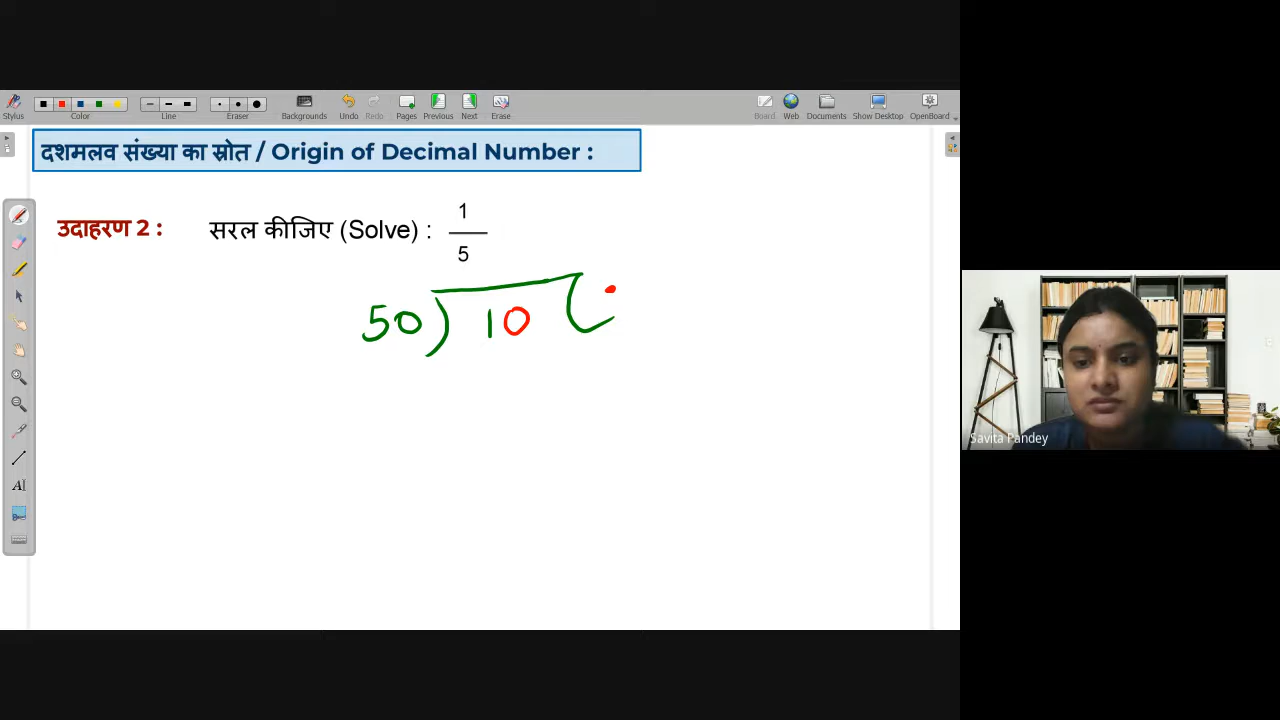 Stylus
Color
Line
Eraser
Backgrounds
Undo
Redo
Pages
Previous
Next
Erase
Board
Web
Documents
Show Desktop
OpenBoard
दशमलव संख्या का स्रोत / Origin of Decimal Number :
उदाहरण 2 : सरल कीजिए (Solve) : 1
5
50 ) 10 ( .
Savita Pandey